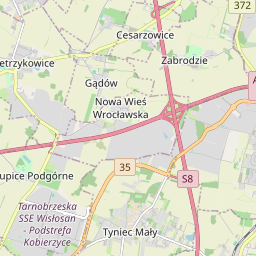 372
Cesarzowice
etrzykowice
Zabrodzie
Gądów
A
Nowa Wieś
Wrocławska
35
upice Podgórne
S8
Tarnobrzeska
SSE Wisłosan
- Podstrefa
Kobierzyce
Tyniec Mały